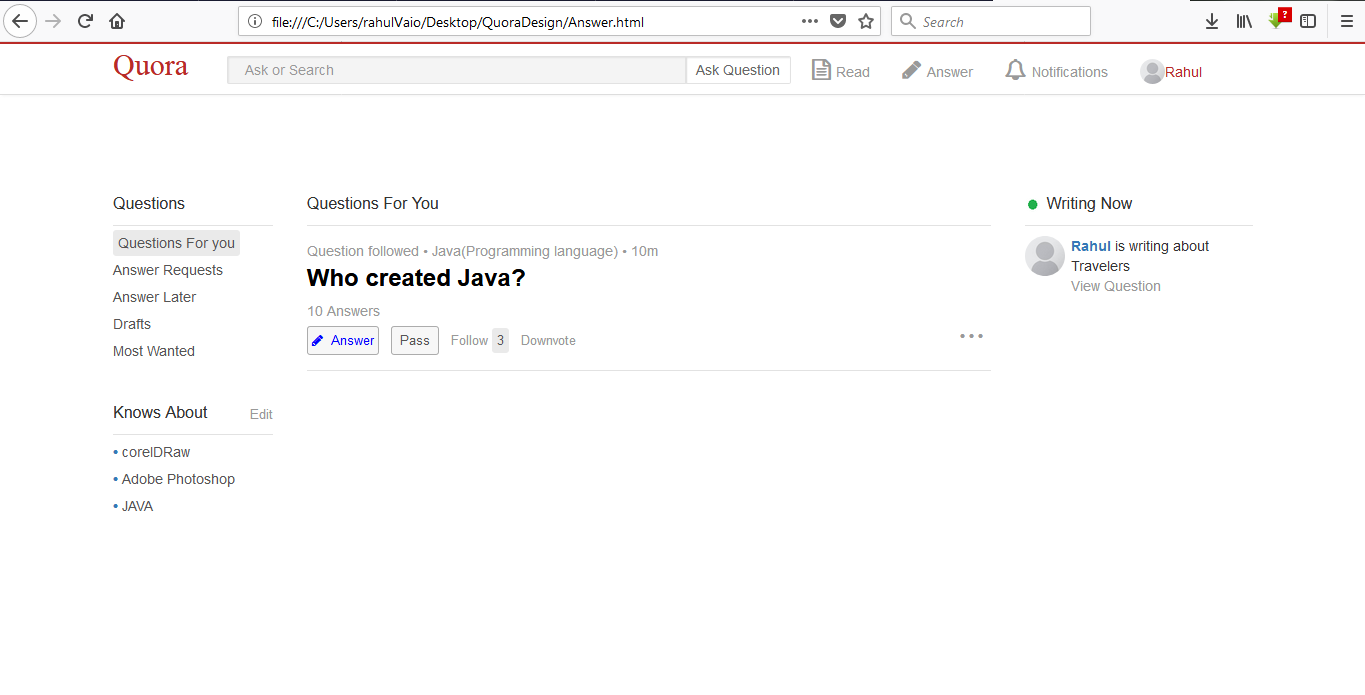 file:///C:/Users/rahulVaio/Desktop/QuoraDesign/Answer.html
Search
?
Quora
Ask or Search
Ask Question
Read
Answer
Notifications
Rahul
Questions
Questions For you
Answer Requests
Answer Later
Drafts
Most Wanted
Knows About Edit
• corelDRaw
• Adobe Photoshop
• JAVA
Questions For You
Question followed • Java(Programming language) • 10m
Who created Java?
10 Answers
Answer Pass Follow 3 Downvote
Writing Now
Rahul is writing about
Travelers
View Question